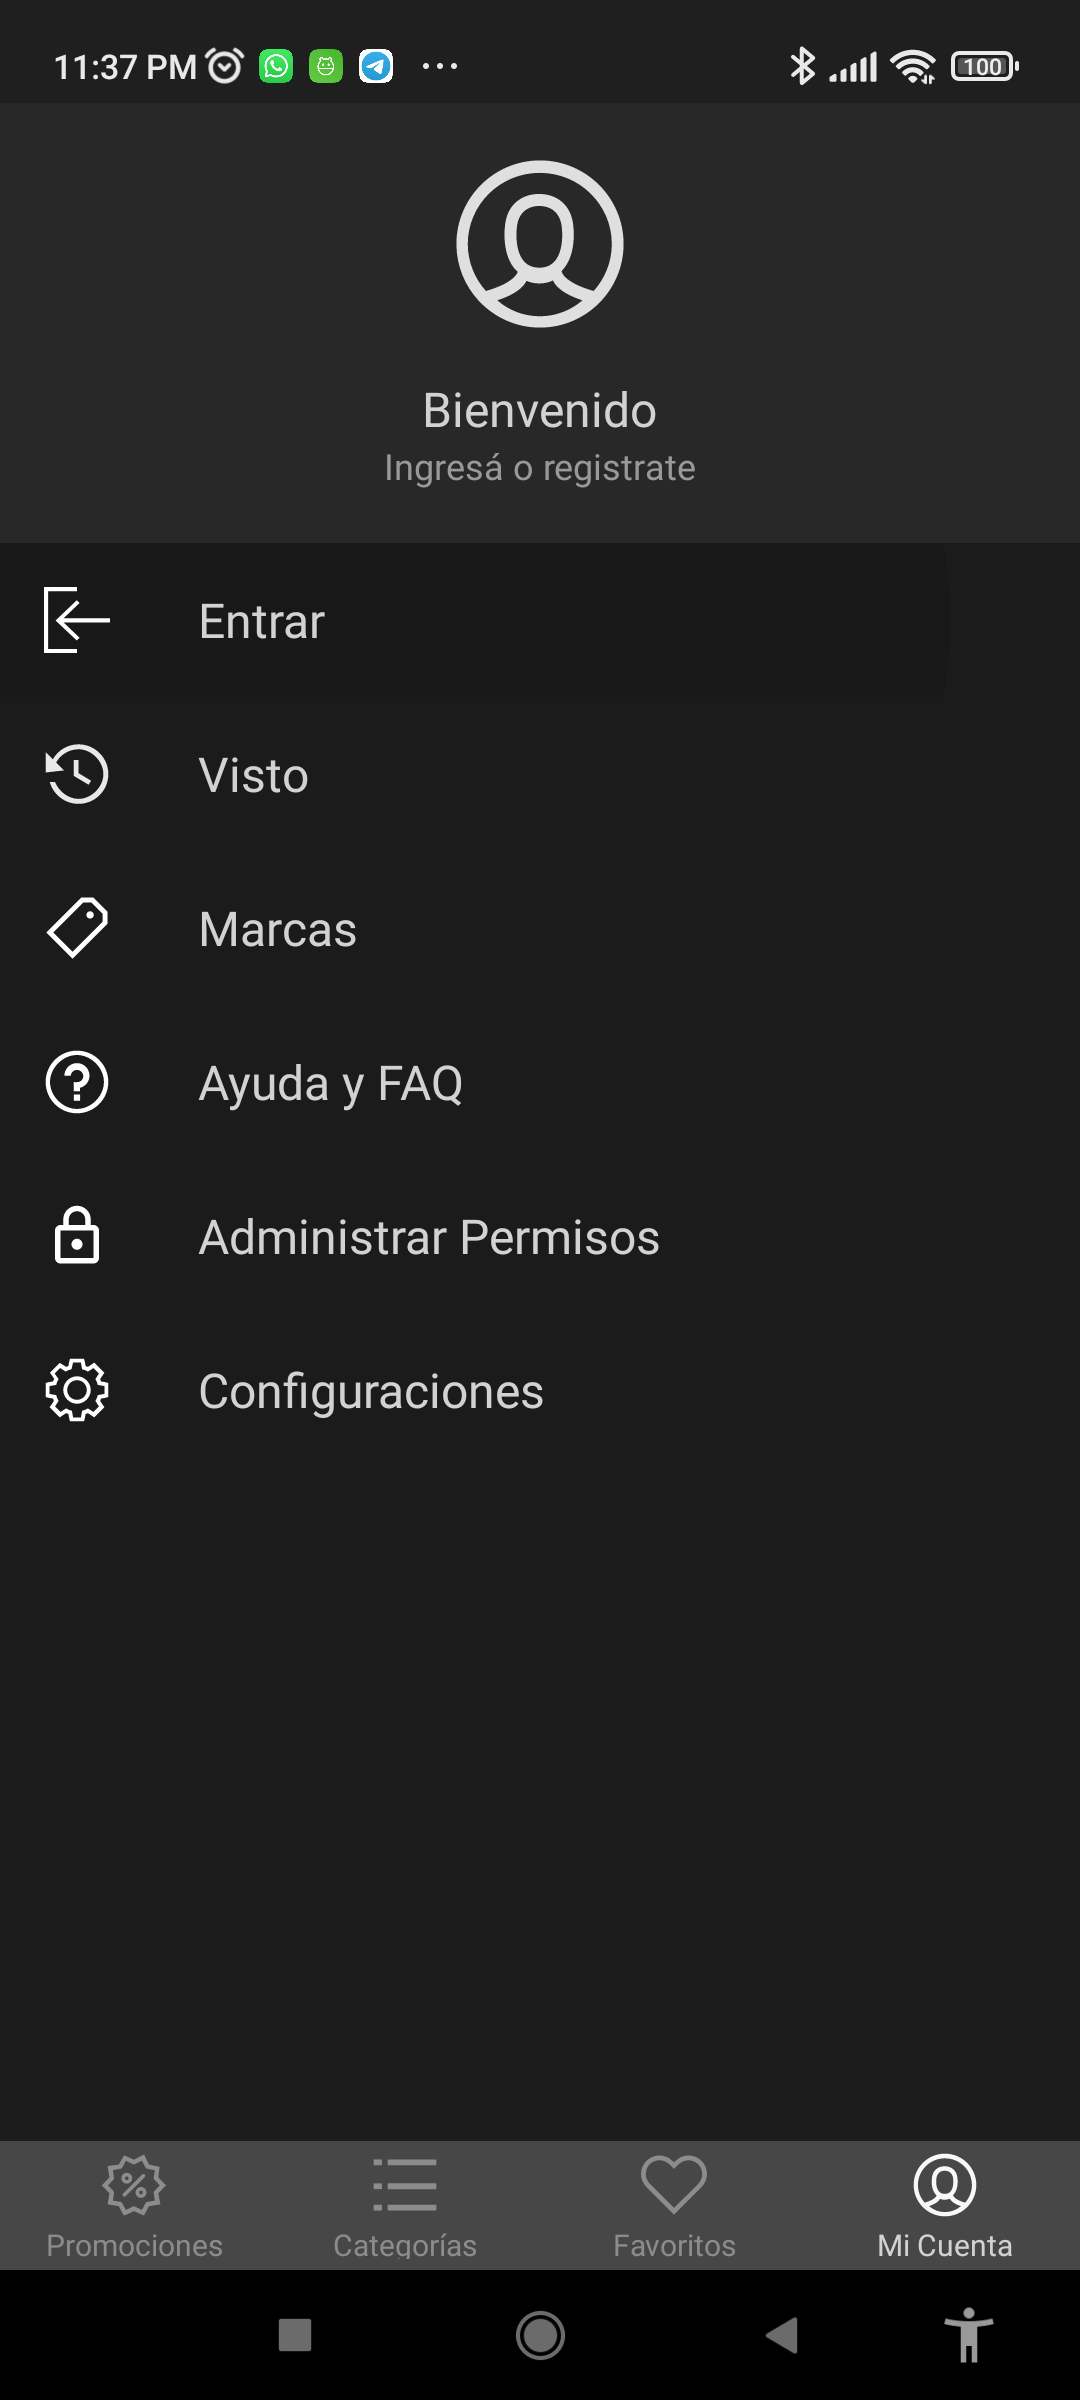 11:37 PM
100
Bienvenido
Ingresá o registrate
Entrar
Visto
Marcas
Ayuda y FAQ
Administrar Permisos
Configuraciones
Promociones
Categorías
Favoritos
Mi Cuenta